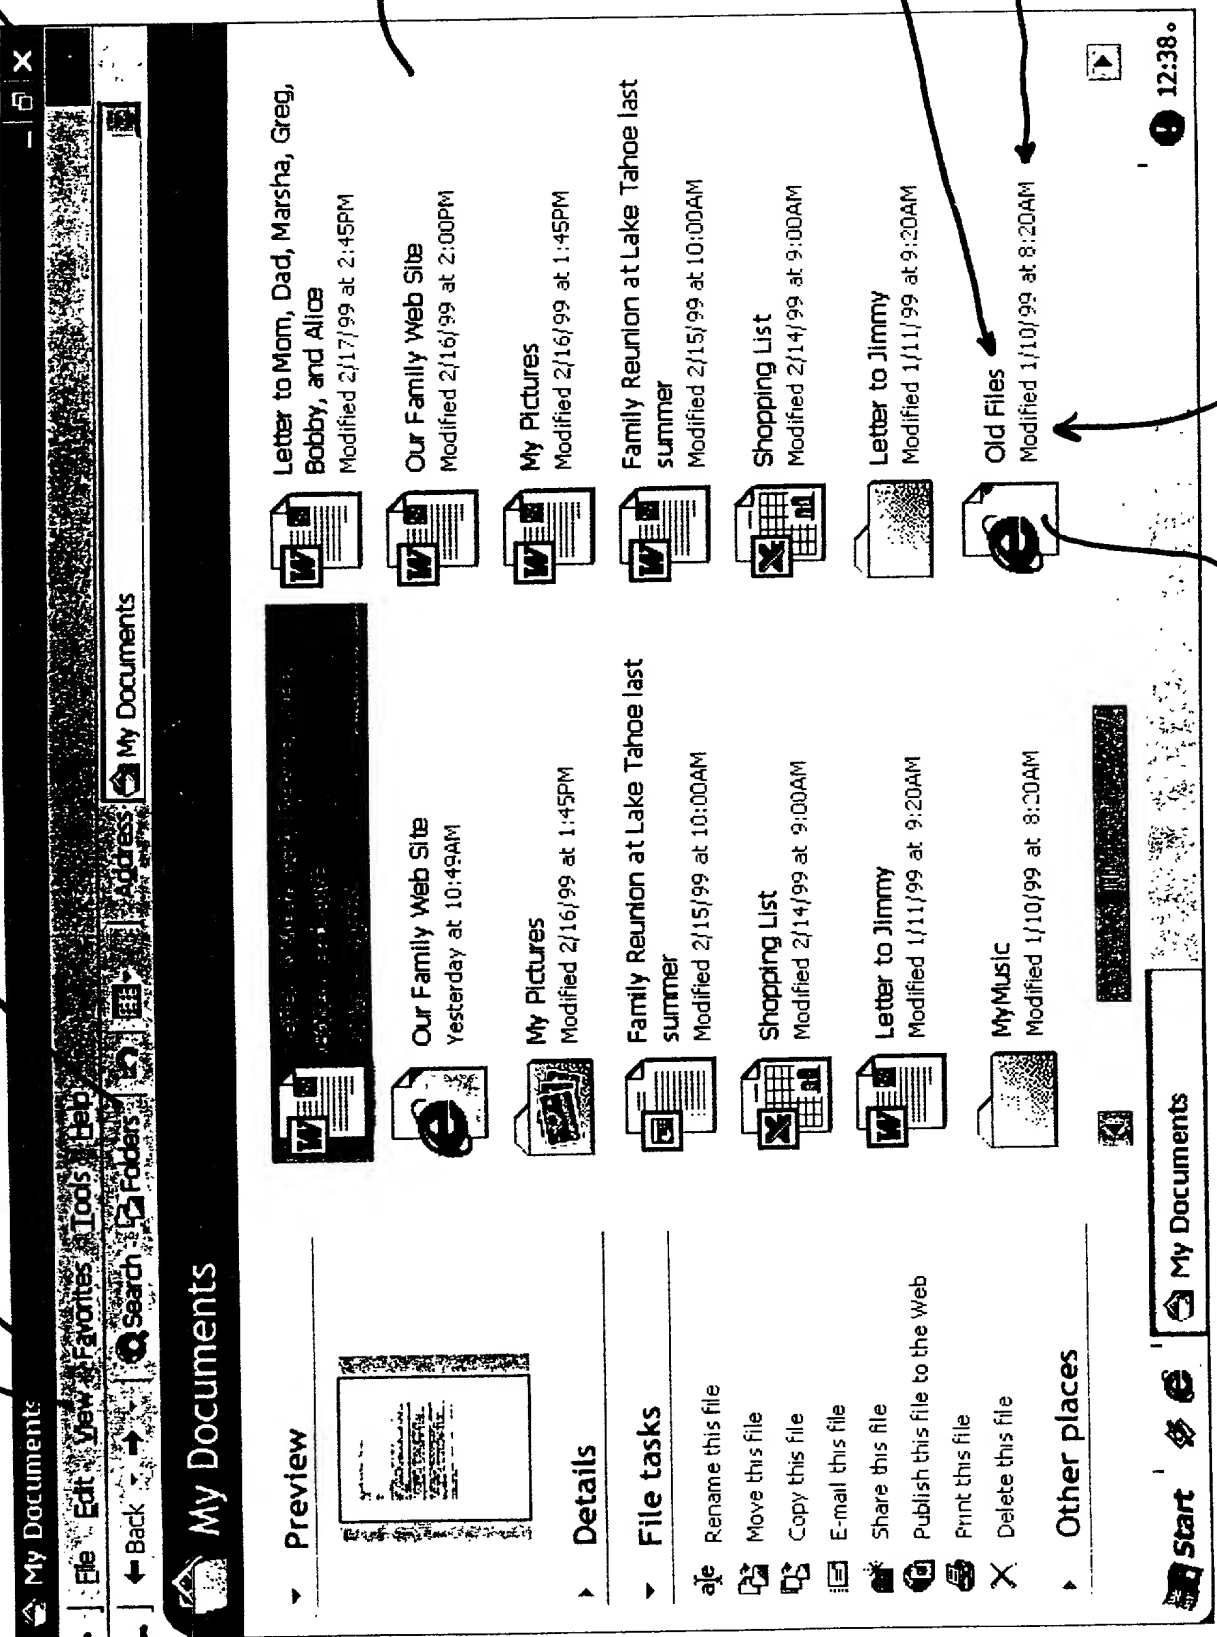 My Documents
File Edit View Favorites Tools Help
Back Search Folders Address My Documents
My Documents
Preview
Details
File tasks
Rename this file
Move this file
Copy this file
E-mail this file
Share this file
Publish this file to the Web
Print this file
Delete this file
Other places
Our Family Web Site
Yesterday at 10:49AM
My Pictures
Modified 2/16/99 at 1:45PM
Family Reunion at Lake Tahoe last
summer
Modified 2/15/99 at 10:00AM
Shopping List
Modified 2/14/99 at 9:00AM
Letter to Jimmy
Modified 1/11/99 at 9:20AM
MyMusic
Modified 1/10/99 at 8:20AM
Letter to Mom, Dad, Marsha, Greg,
Bobby, and Alice
Modified 2/17/99 at 2:45PM
Our Family Web Site
Modified 2/16/99 at 2:00PM
My Pictures
Modified 2/16/99 at 1:45PM
Family Reunion at Lake Tahoe last
summer
Modified 2/15/99 at 10:00AM
Shopping List
Modified 2/14/99 at 9:00AM
Letter to Jimmy
Modified 1/11/99 at 9:20AM
Old Files
Modified 1/10/99 at 8:20AM
Start My Documents 12:38